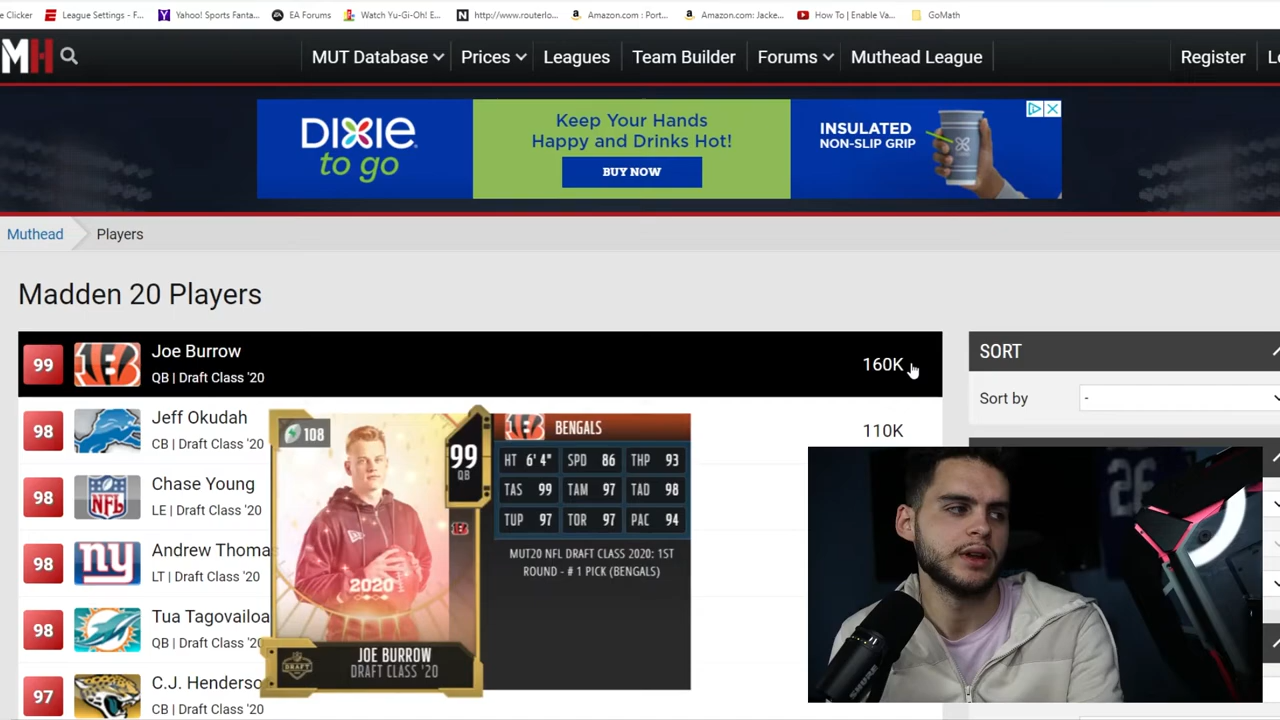 e Clicker
League Settings - F...
Yahoo! Sports Fanta...
EA Forums
Watch Yu-Gi-Oh! E...
http://www.routerlo...
Amazon.com : Port...
Amazon.com: Jacke...
How To | Enable Va...
GoMath
MH
MUT Database
Prices
Leagues
Team Builder
Forums
Muthead League
Register
DIXIE
to go
Keep Your Hands
Happy and Drinks Hot!
BUY NOW
INSULATED
NON-SLIP GRIP
Muthead
Players
Madden 20 Players
99
Joe Burrow
QB | Draft Class '20
160K
98
Jeff Okudah
CB | Draft Class '20
110K
98
Chase Young
LE | Draft Class '20
98
Andrew Thoma
LT | Draft Class '20
98
Tua Tagovailoa
QB | Draft Class '20
97
C.J. Henderso
CB | Draft Class '20
108
99
QB
2020
DRAFT
JOE BURROW
DRAFT CLASS '20
BENGALS
HT 6' 4" SPD 86 THP 93
TAS 99 TAM 97 TAD 98
TUP 97 TOR 97 PAC 94
MUT20 NFL DRAFT CLASS 2020: 1ST
ROUND - # 1 PICK (BENGALS)
SORT
Sort by
-
26
SHURE